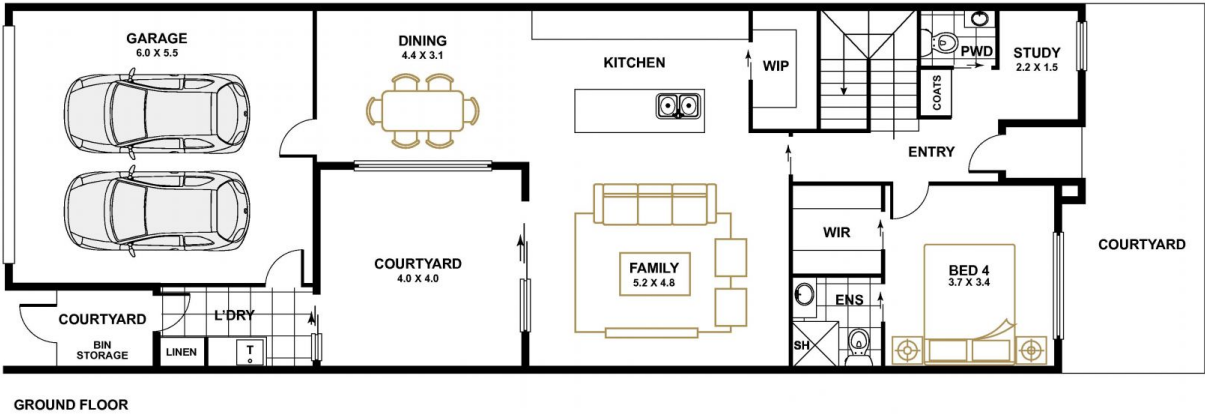 GARAGE
6.0 X 5.5
DINING
4.4 X 3.1
KITCHEN
WIP
PWD
STUDY
2.2 X 1.5
COATS
ENTRY
COURTYARD
4.0 X 4.0
FAMILY
5.2 X 4.8
WIR
BED 4
3.7 X 3.4
COURTYARD
ENS
SH
COURTYARD
BIN
STORAGE
L'DRY
LINEN
T
GROUND FLOOR